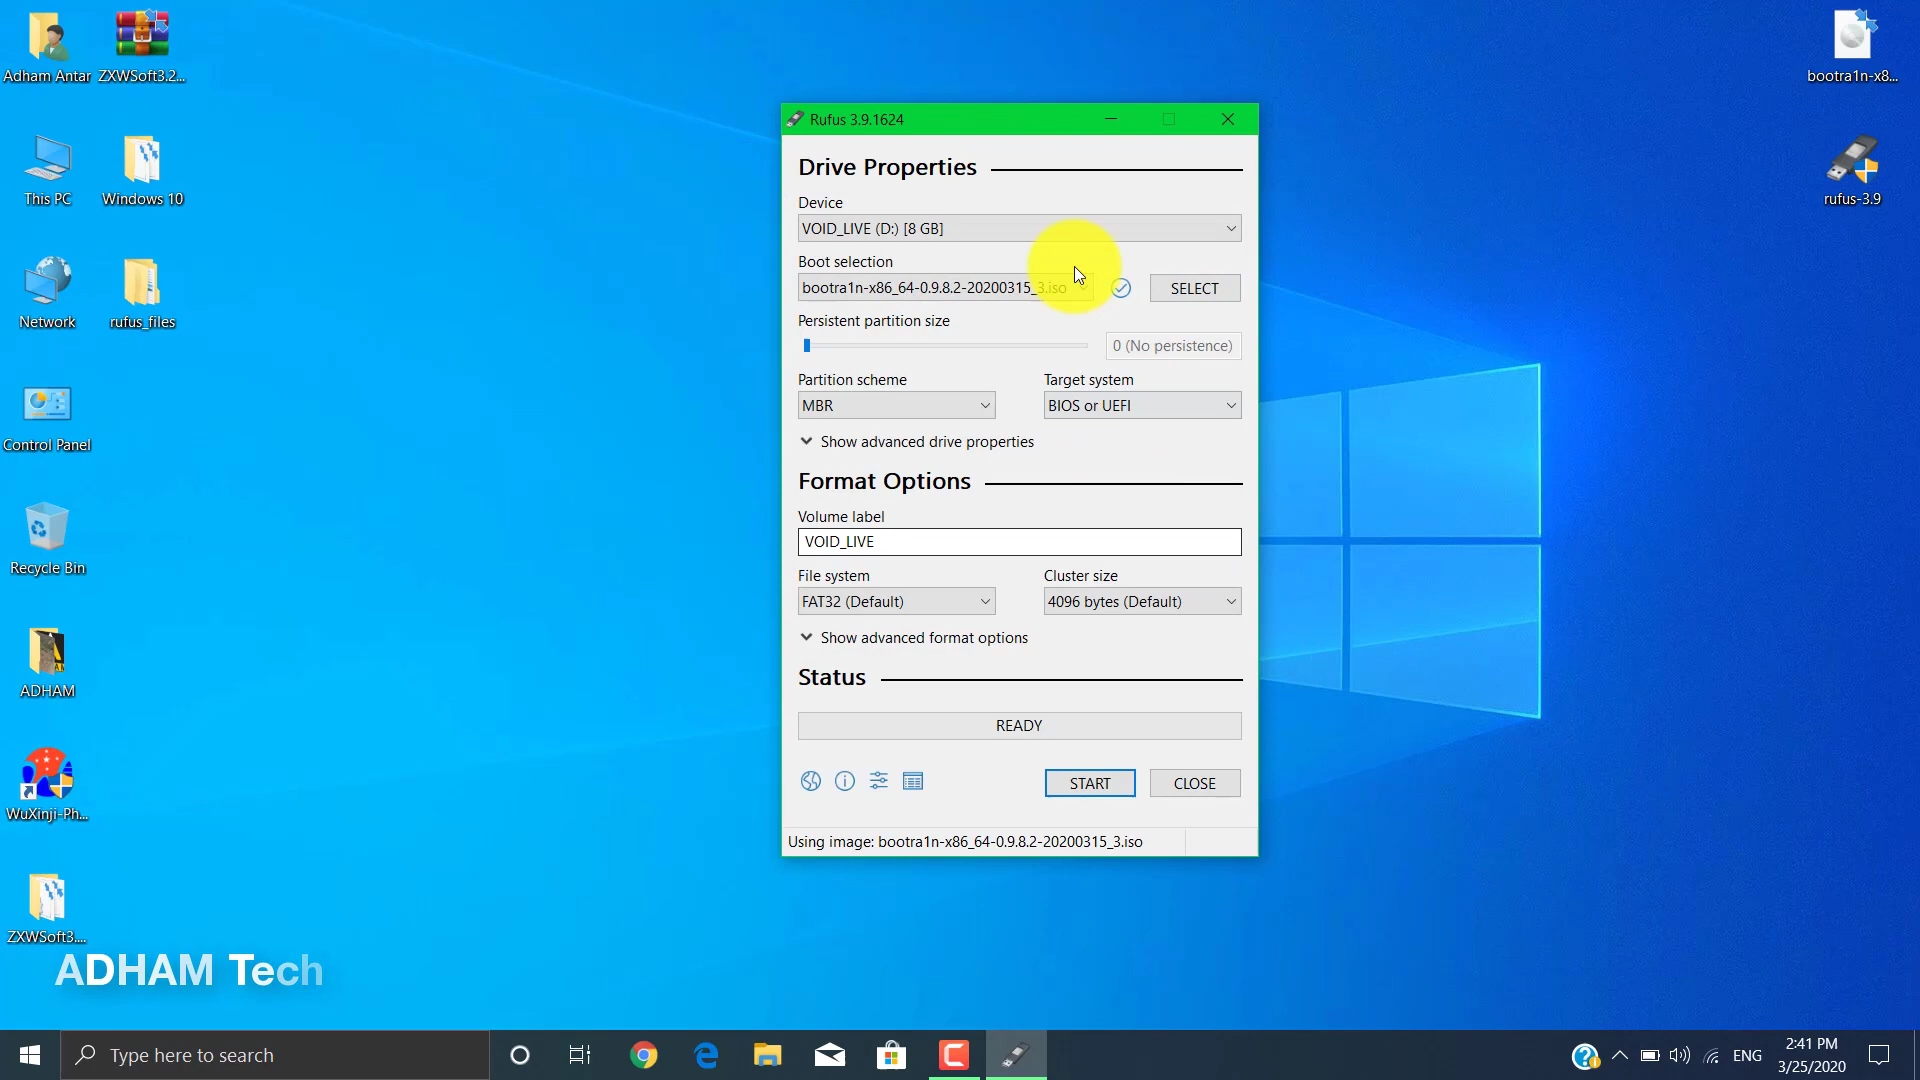 Adham Antar
ZXWSoft3.2...
This PC
Windows 10
Network
rufus_files
Control Panel
Recycle Bin
ADHAM
WuXinji-Ph...
ZXWSoft3....
ADHAM Tech
bootra1n-x8...
rufus-3.9
Rufus 3.9.1624
Drive Properties
Device
VOID_LIVE (D:) [8 GB]
Boot selection
bootra1n-x86_64-0.9.8.2-20200315_3.iso
SELECT
Persistent partition size
0 (No persistence)
Partition scheme
Target system
MBR
BIOS or UEFI
Show advanced drive properties
Format Options
Volume label
VOID_LIVE
File system
Cluster size
FAT32 (Default)
4096 bytes (Default)
Show advanced format options
Status
READY
START
CLOSE
Using image: bootra1n-x86_64-0.9.8.2-20200315_3.iso
Type here to search
ENG
2:41 PM
3/25/2020